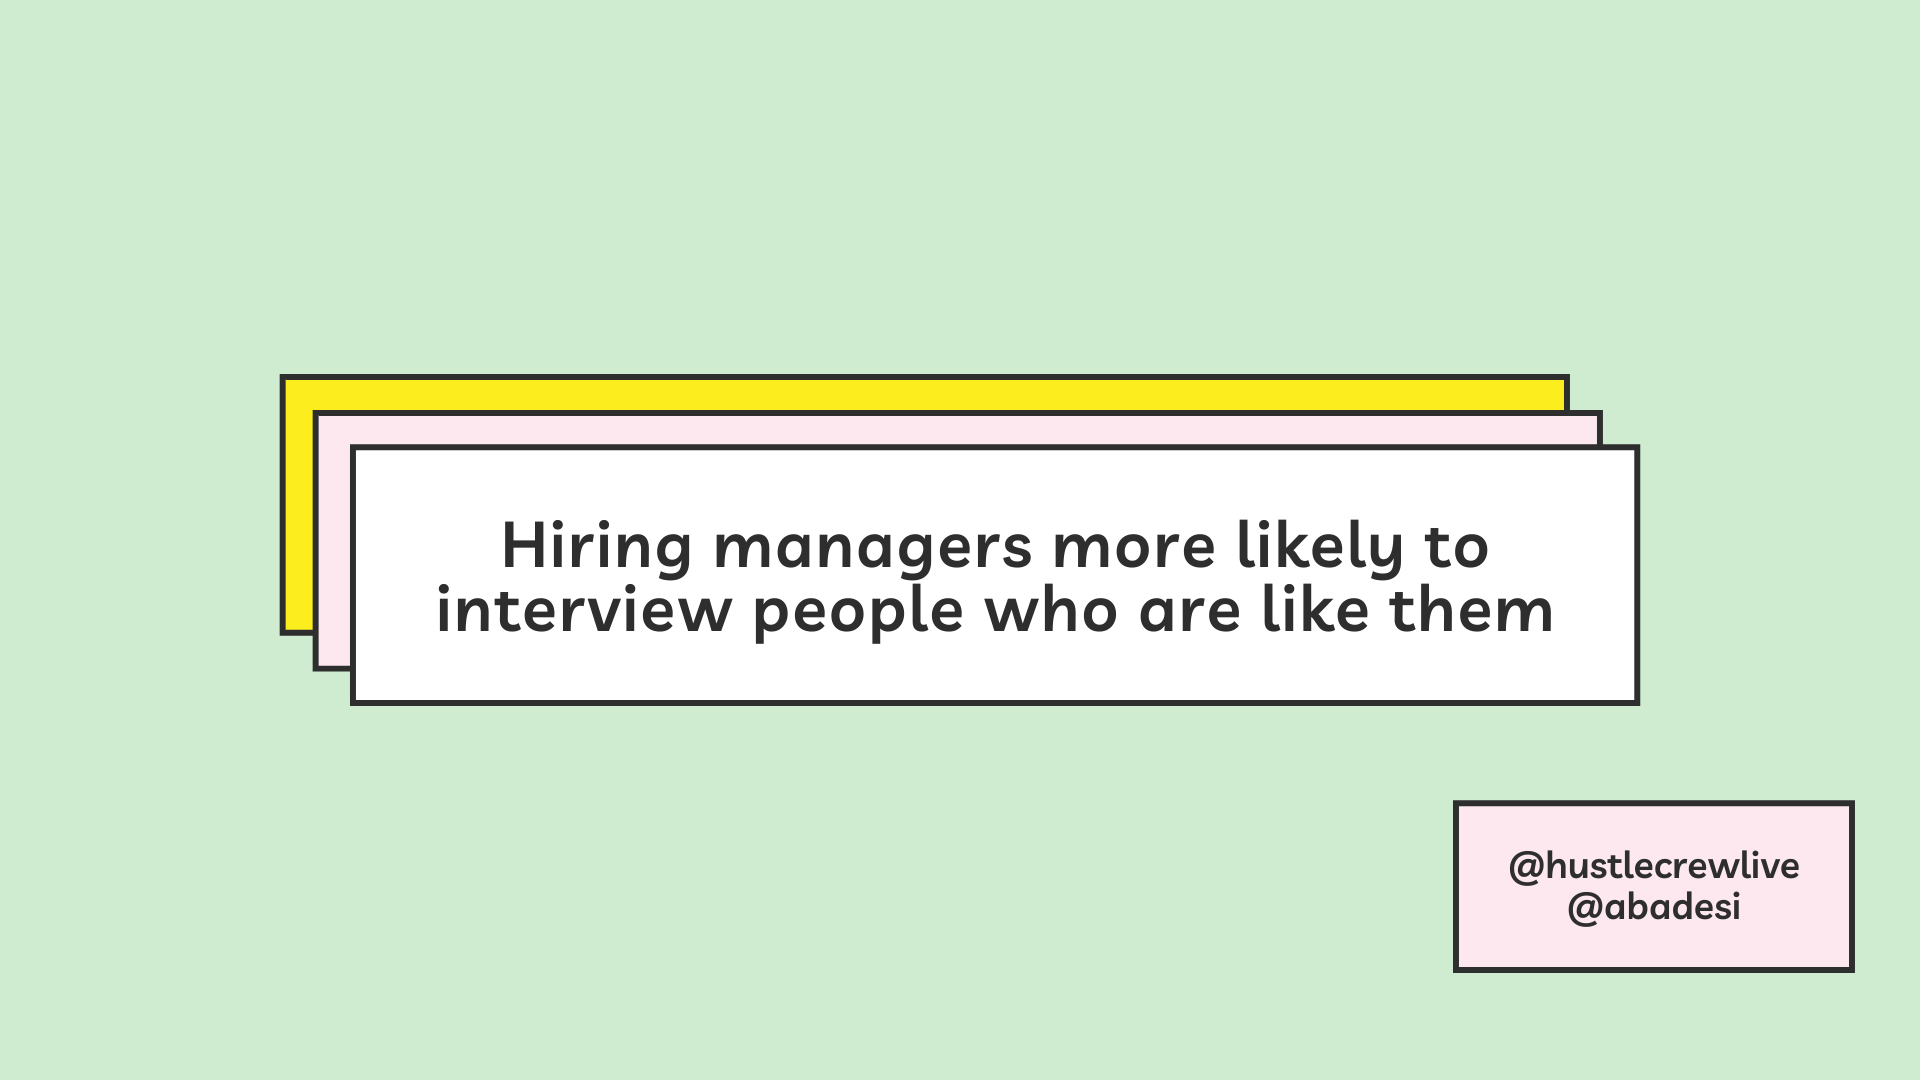 Hiring managers more likely to
interview people who are like them
@hustlecrewlive
@abadesi